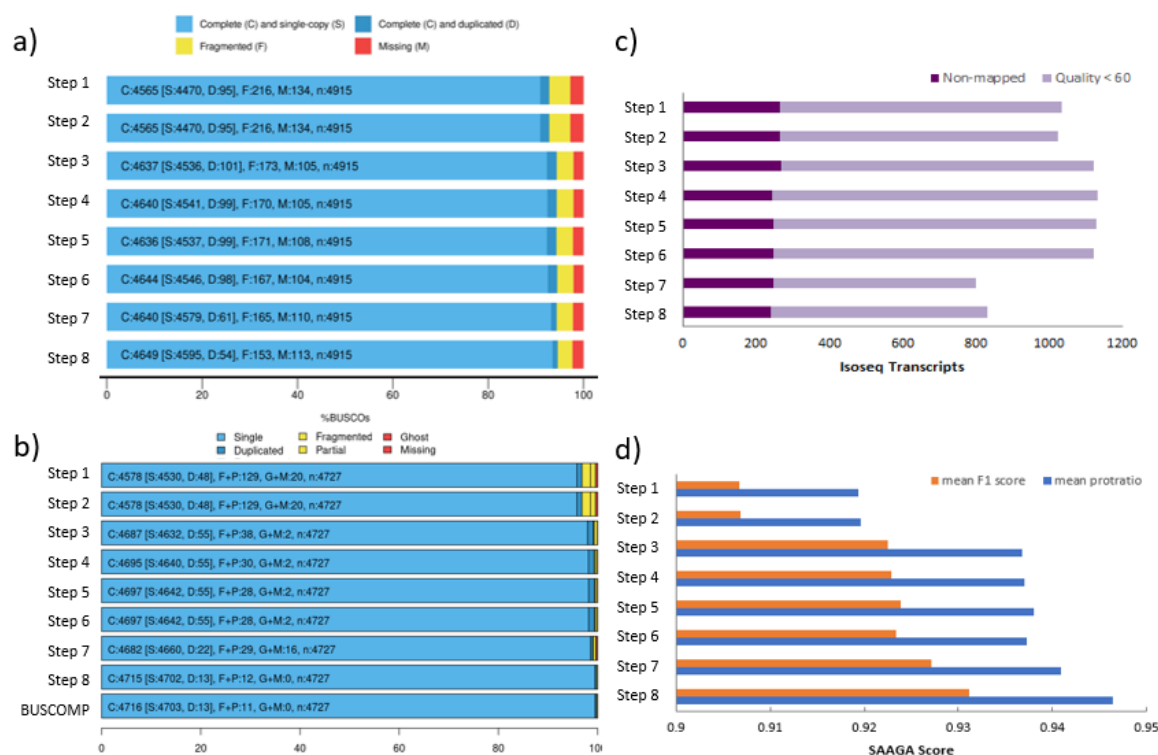 a)
Complete (C) and single-copy (S) Complete (C) and duplicated (D)
Fragmented (F) Missing (M)
Step 1 C:4565 [S:4470, D:95], F:216, M:134, n:4915
Step 2 C:4565 [S:4470, D:95], F:216, M:134, n:4915
Step 3 C:4637 [S:4536, D:101], F:173, M:105, n:4915
Step 4 C:4640 [S:4541, D:99], F:170, M:105, n:4915
Step 5 C:4636 [S:4537, D:99], F:171, M:108, n:4915
Step 6 C:4644 [S:4546, D:98], F:167, M:104, n:4915
Step 7 C:4640 [S:4579, D:61], F:165, M:110, n:4915
Step 8 C:4649 [S:4595, D:54], F:153, M:113, n:4915
0 20 40 60 80 100
%BUSCOs
b)
Single Fragmented Ghost
Duplicated Partial Missing
Step 1 C:4578 [S:4530, D:48], F+P:129, G+M:20, n:4727
Step 2 C:4578 [S:4530, D:48], F+P:129, G+M:20, n:4727
Step 3 C:4687 [S:4632, D:55], F+P:38, G+M:2, n:4727
Step 4 C:4695 [S:4640, D:55], F+P:30, G+M:2, n:4727
Step 5 C:4697 [S:4642, D:55], F+P:28, G+M:2, n:4727
Step 6 C:4697 [S:4642, D:55], F+P:28, G+M:2, n:4727
Step 7 C:4682 [S:4660, D:22], F+P:29, G+M:16, n:4727
Step 8 C:4715 [S:4702, D:13], F+P:12, G+M:0, n:4727
BUSCOMP C:4716 [S:4703, D:13], F+P:11, G+M:0, n:4727
0 20 40 60 80 100
c)
Non-mapped Quality < 60
Step 1
Step 2
Step 3
Step 4
Step 5
Step 6
Step 7
Step 8
0 200 400 600 800 1000 1200
Isoseq Transcripts
d)
mean F1 score mean protratio
Step 1
Step 2
Step 3
Step 4
Step 5
Step 6
Step 7
Step 8
0.9 0.91 0.92 0.93 0.94 0.95
SAAGA Score